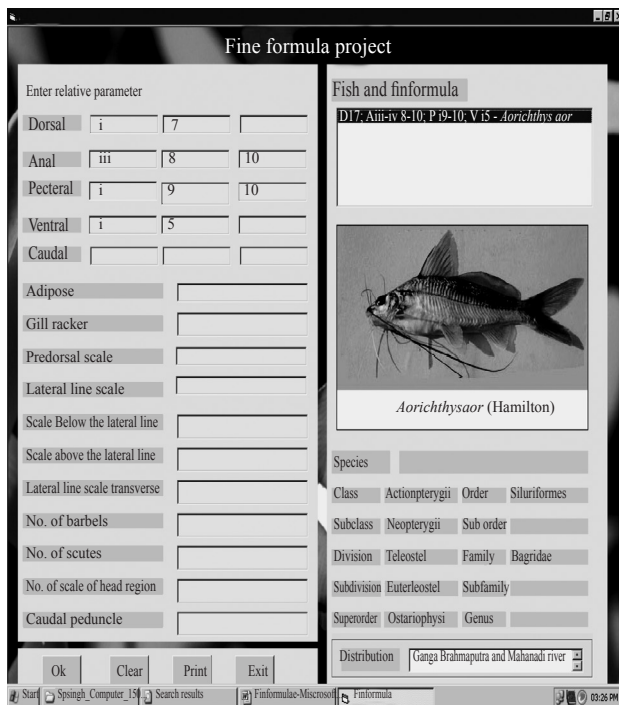 Fine formula project
Enter relative parameter
Dorsal i 7
Anal iii 8 10
Pecteral i 9 10
Ventral i 5
Caudal
Adipose
Gill racker
Predorsal scale
Lateral line scale
Scale Below the lateral line
Scale above the lateral line
Lateral line scale transverse
No. of barbels
No. of scutes
No. of scale of head region
Caudal peduncle
Ok Clear Print Exit
Fish and finformula
D17; Aiii-iv 8-10; P i9-10; V i5 - Aorichthys aor
Aorichthysaor (Hamilton)
Species
Class Actionpterygii Order Siluriformes
Subclass Neopterygii Sub order
Division Teleostel Family Bagridae
Subdivision Euterleostel Subfamily
Superorder Ostariophysi Genus
Distribution Ganga Brahmaputra and Mahanadi river
Start Spsingh_Computer_150 Search results Finformulae-Miscrosoft Finformula 03:26 PM